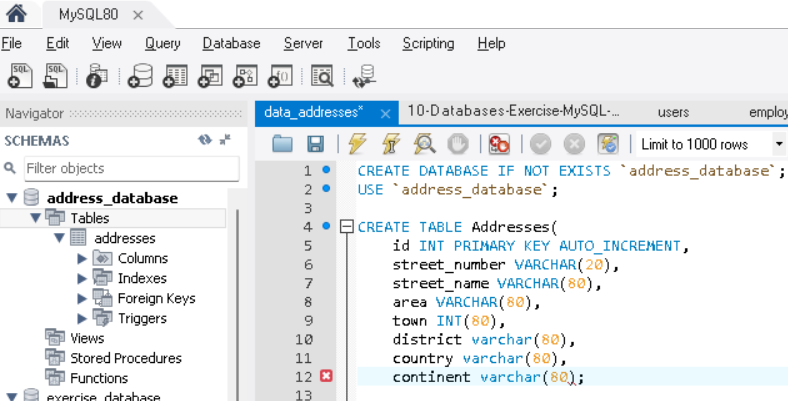 MySQL80
File Edit View Query Database Server Tools Scripting Help
Navigator
data_addresses* 10-Databases-Exercise-MySQL-... users employ
SCHEMAS
Limit to 1000 rows
Filter objects
address_database
Tables
addresses
Columns
Indexes
Foreign Keys
Triggers
Views
Stored Procedures
Functions
exercise_database
1 CREATE DATABASE IF NOT EXISTS `address_database`;
2 USE `address_database`;
3
4 CREATE TABLE Addresses(
5 id INT PRIMARY KEY AUTO_INCREMENT,
6 street_number VARCHAR(20),
7 street_name VARCHAR(80),
8 area VARCHAR(80),
9 town INT(80),
10 district varchar(80),
11 country varchar(80),
12 continent varchar(80);
13